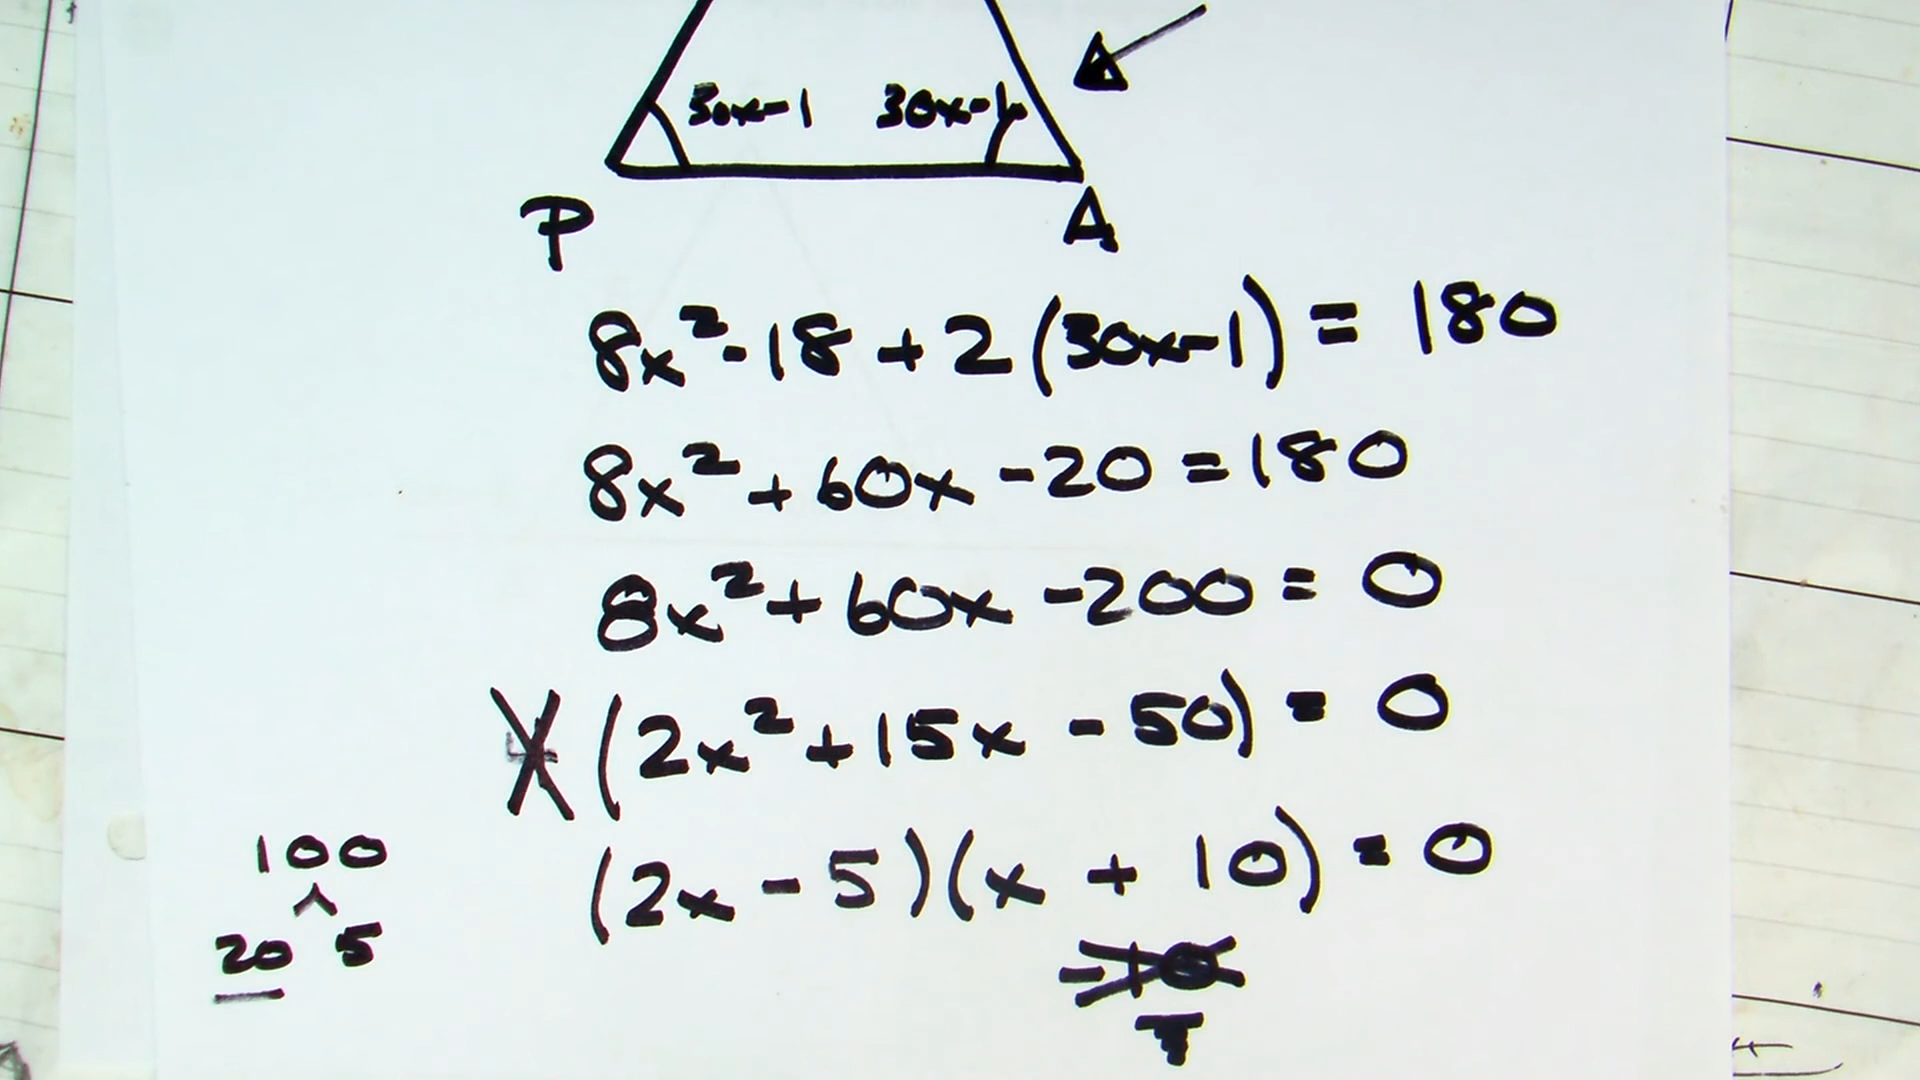 30x-1 30x-1
P A
8x²-18+2(30x-1) = 180
8x²+60x-20=180
8x²+60x-200=0
4(2x²+15x-50)=0
(2x-5)(x+10)=0
100
20 5
-10